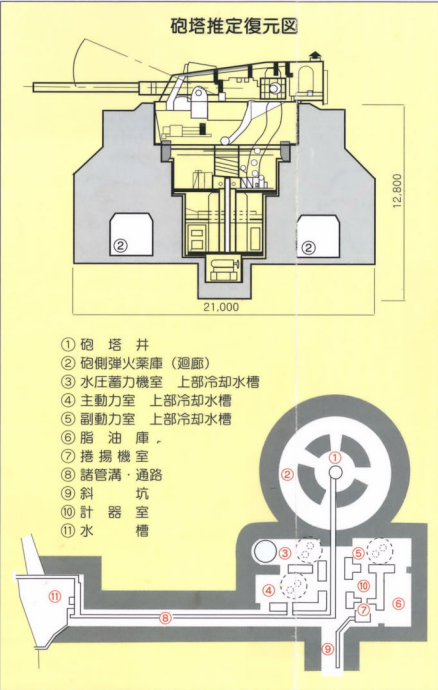 砲塔推定復元図
12,800
②
②
21,000
① 砲塔井
② 砲側弾火薬庫（廻廊）
③ 水圧蓄力機室 上部冷却水槽
④ 主動力室 上部冷却水槽
⑤ 副動力室 上部冷却水槽
⑥ 脂油庫
⑦ 捲揚機室
⑧ 諸管溝・通路
⑨ 斜坑
⑩ 計器室
⑪ 水槽
①
②
③
⑤
④
⑩
⑪
⑦
⑥
⑧
⑨